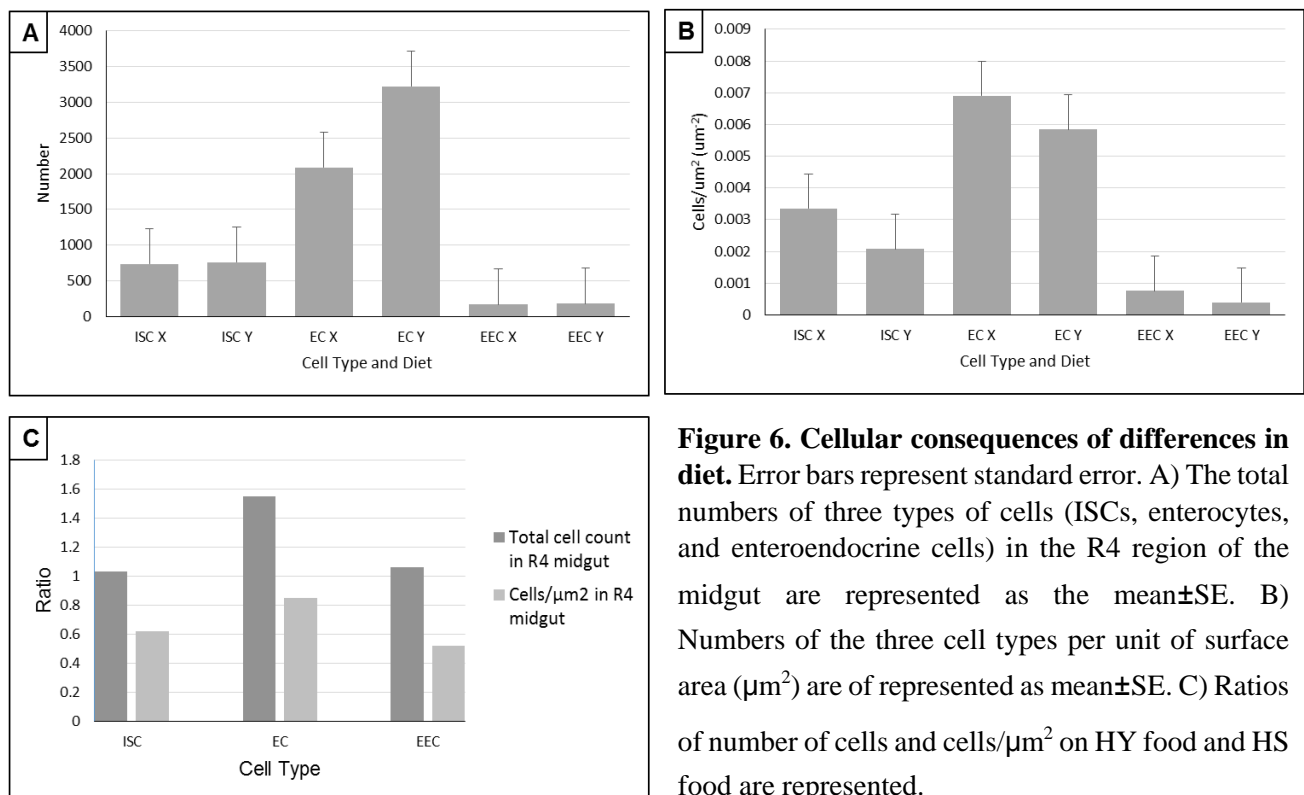 A
4000
3500
3000
2500
2000
1500
1000
500
0
Number
ISC X ISC Y EC X EC Y EEC X EEC Y
Cell Type and Diet
B
0.009
0.008
0.007
0.006
0.005
0.004
0.003
0.002
0.001
0
Cells/um² (um⁻²)
ISC X ISC Y EC X EC Y EEC X EEC Y
Cell Type and Diet
C
1.8
1.6
1.4
1.2
1
0.8
0.6
0.4
0.2
0
Ratio
ISC EC EEC
Cell Type
Total cell count
in R4 midgut
Cells/µm2 in R4
midgut
Figure 6. Cellular consequences of differences in
diet. Error bars represent standard error. A) The total
numbers of three types of cells (ISCs, enterocytes,
and enteroendocrine cells) in the R4 region of the
midgut are represented as the mean±SE. B)
Numbers of the three cell types per unit of surface
area (µm²) are of represented as mean±SE. C) Ratios
of number of cells and cells/µm² on HY food and HS
food are represented.